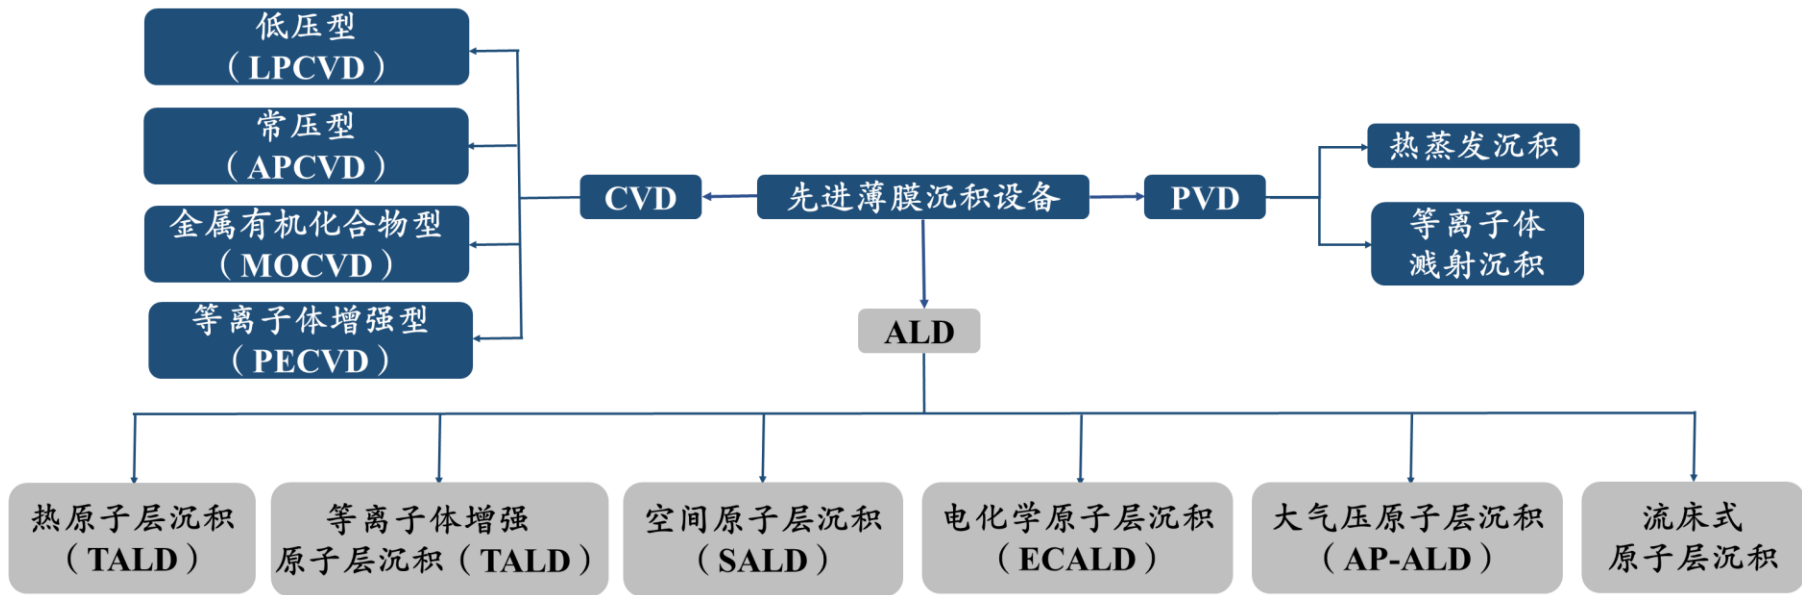 低压型
（LPCVD）
常压型
（APCVD）
金属有机化合物型
（MOCVD）
等离子体增强型
（PECVD）
CVD
先进薄膜沉积设备
PVD
热蒸发沉积
等离子体
溅射沉积
ALD
热原子层沉积
（TALD）
等离子体增强
原子层沉积（TALD）
空间原子层沉积
（SALD）
电化学原子层沉积
（ECALD）
大气压原子层沉积
（AP-ALD）
流床式
原子层沉积